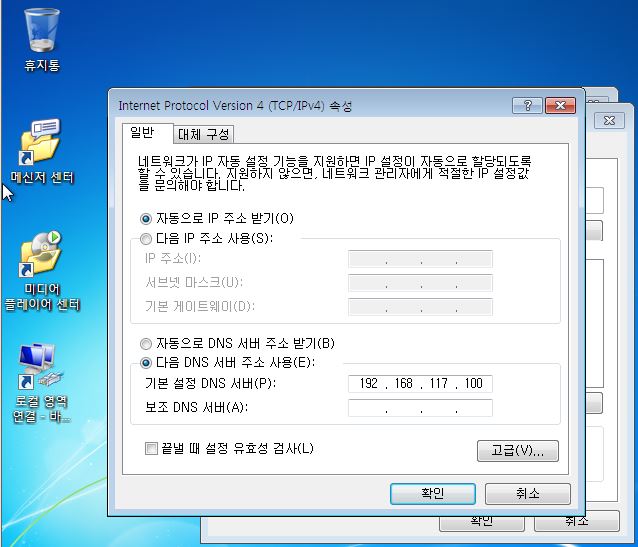 휴지통
메신저 센터
미디어
플레이어 센터
로컬 영역
연결 - 바...
Internet Protocol Version 4 (TCP/IPv4) 속성
일반
대체 구성
네트워크가 IP 자동 설정 기능을 지원하면 IP 설정이 자동으로 할당되도록
할 수 있습니다. 지원하지 않으면, 네트워크 관리자에게 적절한 IP 설정값
을 문의해야 합니다.
자동으로 IP 주소 받기(O)
다음 IP 주소 사용(S):
IP 주소(I):
서브넷 마스크(U):
기본 게이트웨이(D):
자동으로 DNS 서버 주소 받기(B)
다음 DNS 서버 주소 사용(E):
기본 설정 DNS 서버(P): 192 . 168 . 117 . 100
보조 DNS 서버(A):
끝낼 때 설정 유효성 검사(L)
고급(V)...
확인 취소
확인 취소